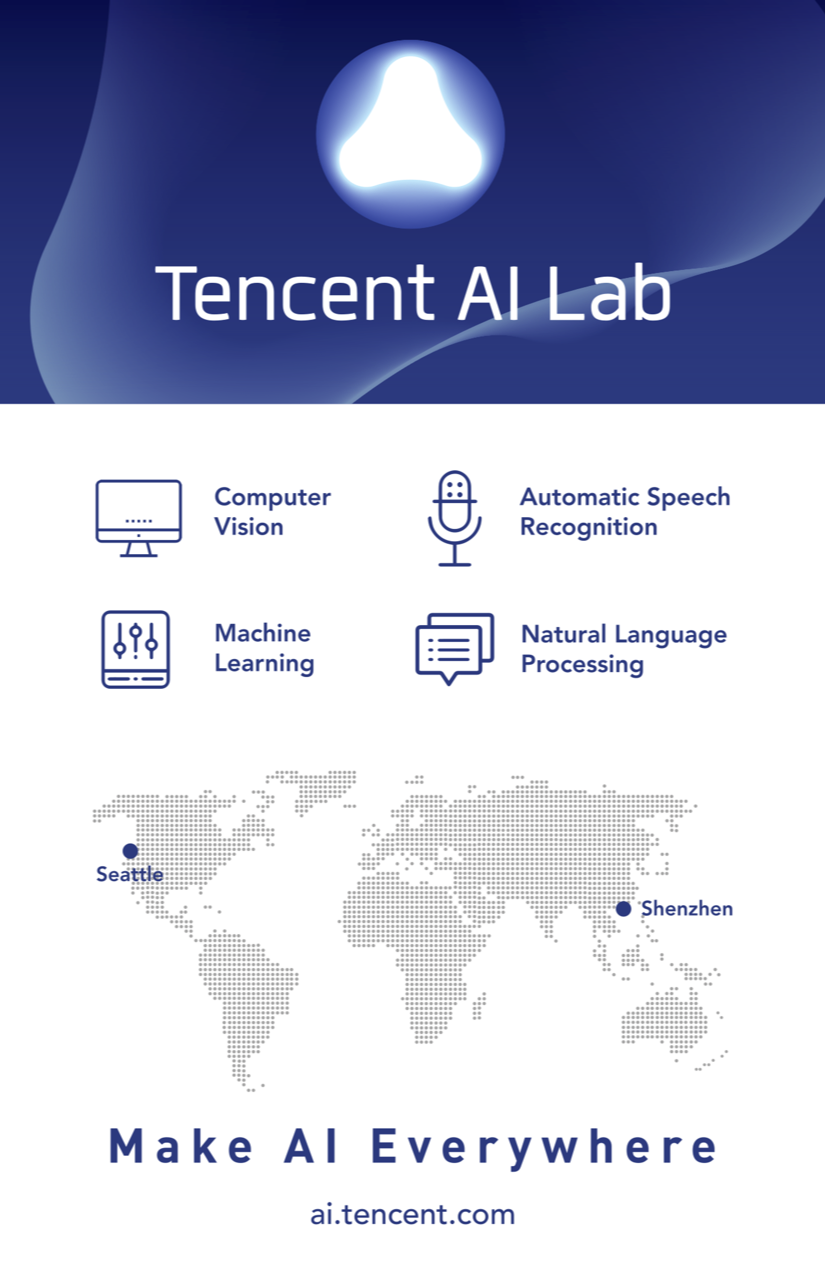 Tencent AI Lab
Computer
Vision
Automatic Speech
Recognition
Machine
Learning
Natural Language
Processing
Seattle
Shenzhen
Make AI Everywhere
ai.tencent.com